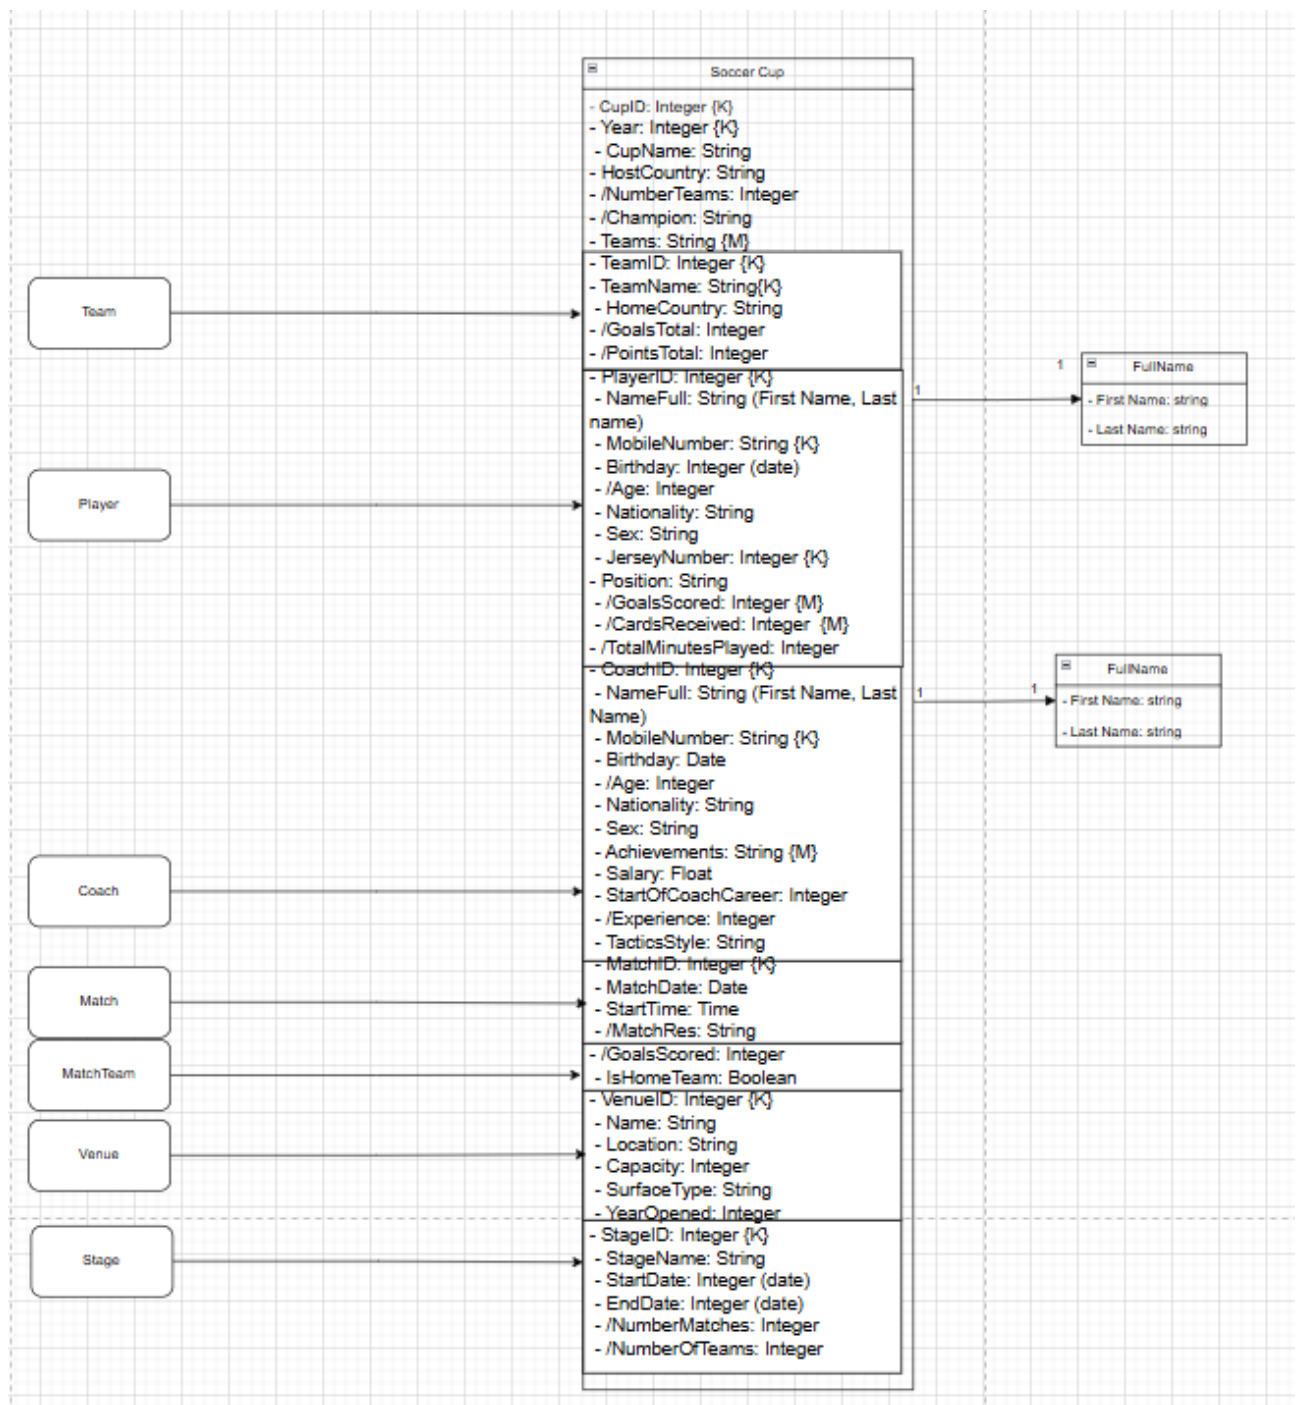 Soccer Cup
- CupID: Integer {K}
- Year: Integer {K}
- CupName: String
- HostCountry: String
- /NumberTeams: Integer
- /Champion: String
- Teams: String {M}
Team
- TeamID: Integer {K}
- TeamName: String{K}
- HomeCountry: String
- /GoalsTotal: Integer
- /PointsTotal: Integer
Player
- PlayerID: Integer {K}
- NameFull: String (First Name, Last
name)
- MobileNumber: String {K}
- Birthday: Integer (date)
- /Age: Integer
- Nationality: String
- Sex: String
- JerseyNumber: Integer {K}
- Position: String
- /GoalsScored: Integer {M}
- /CardsReceived: Integer {M}
- /TotalMinutesPlayed: Integer
1
1
FullName
- First Name: string
- Last Name: string
Coach
- CoachID: Integer {K}
- NameFull: String (First Name, Last
Name)
- MobileNumber: String {K}
- Birthday: Date
- /Age: Integer
- Nationality: String
- Sex: String
- Achievements: String {M}
- Salary: Float
- StartOfCoachCareer: Integer
- /Experience: Integer
- TacticsStyle: String
1
1
FullName
- First Name: string
- Last Name: string
Match
- MatchID: Integer {K}
- MatchDate: Date
- StartTime: Time
- /MatchRes: String
MatchTeam
- /GoalsScored: Integer
- IsHomeTeam: Boolean
Venue
- VenueID: Integer {K}
- Name: String
- Location: String
- Capacity: Integer
- SurfaceType: String
- YearOpened: Integer
Stage
- StageID: Integer {K}
- StageName: String
- StartDate: Integer (date)
- EndDate: Integer (date)
- /NumberMatches: Integer
- /NumberOfTeams: Integer